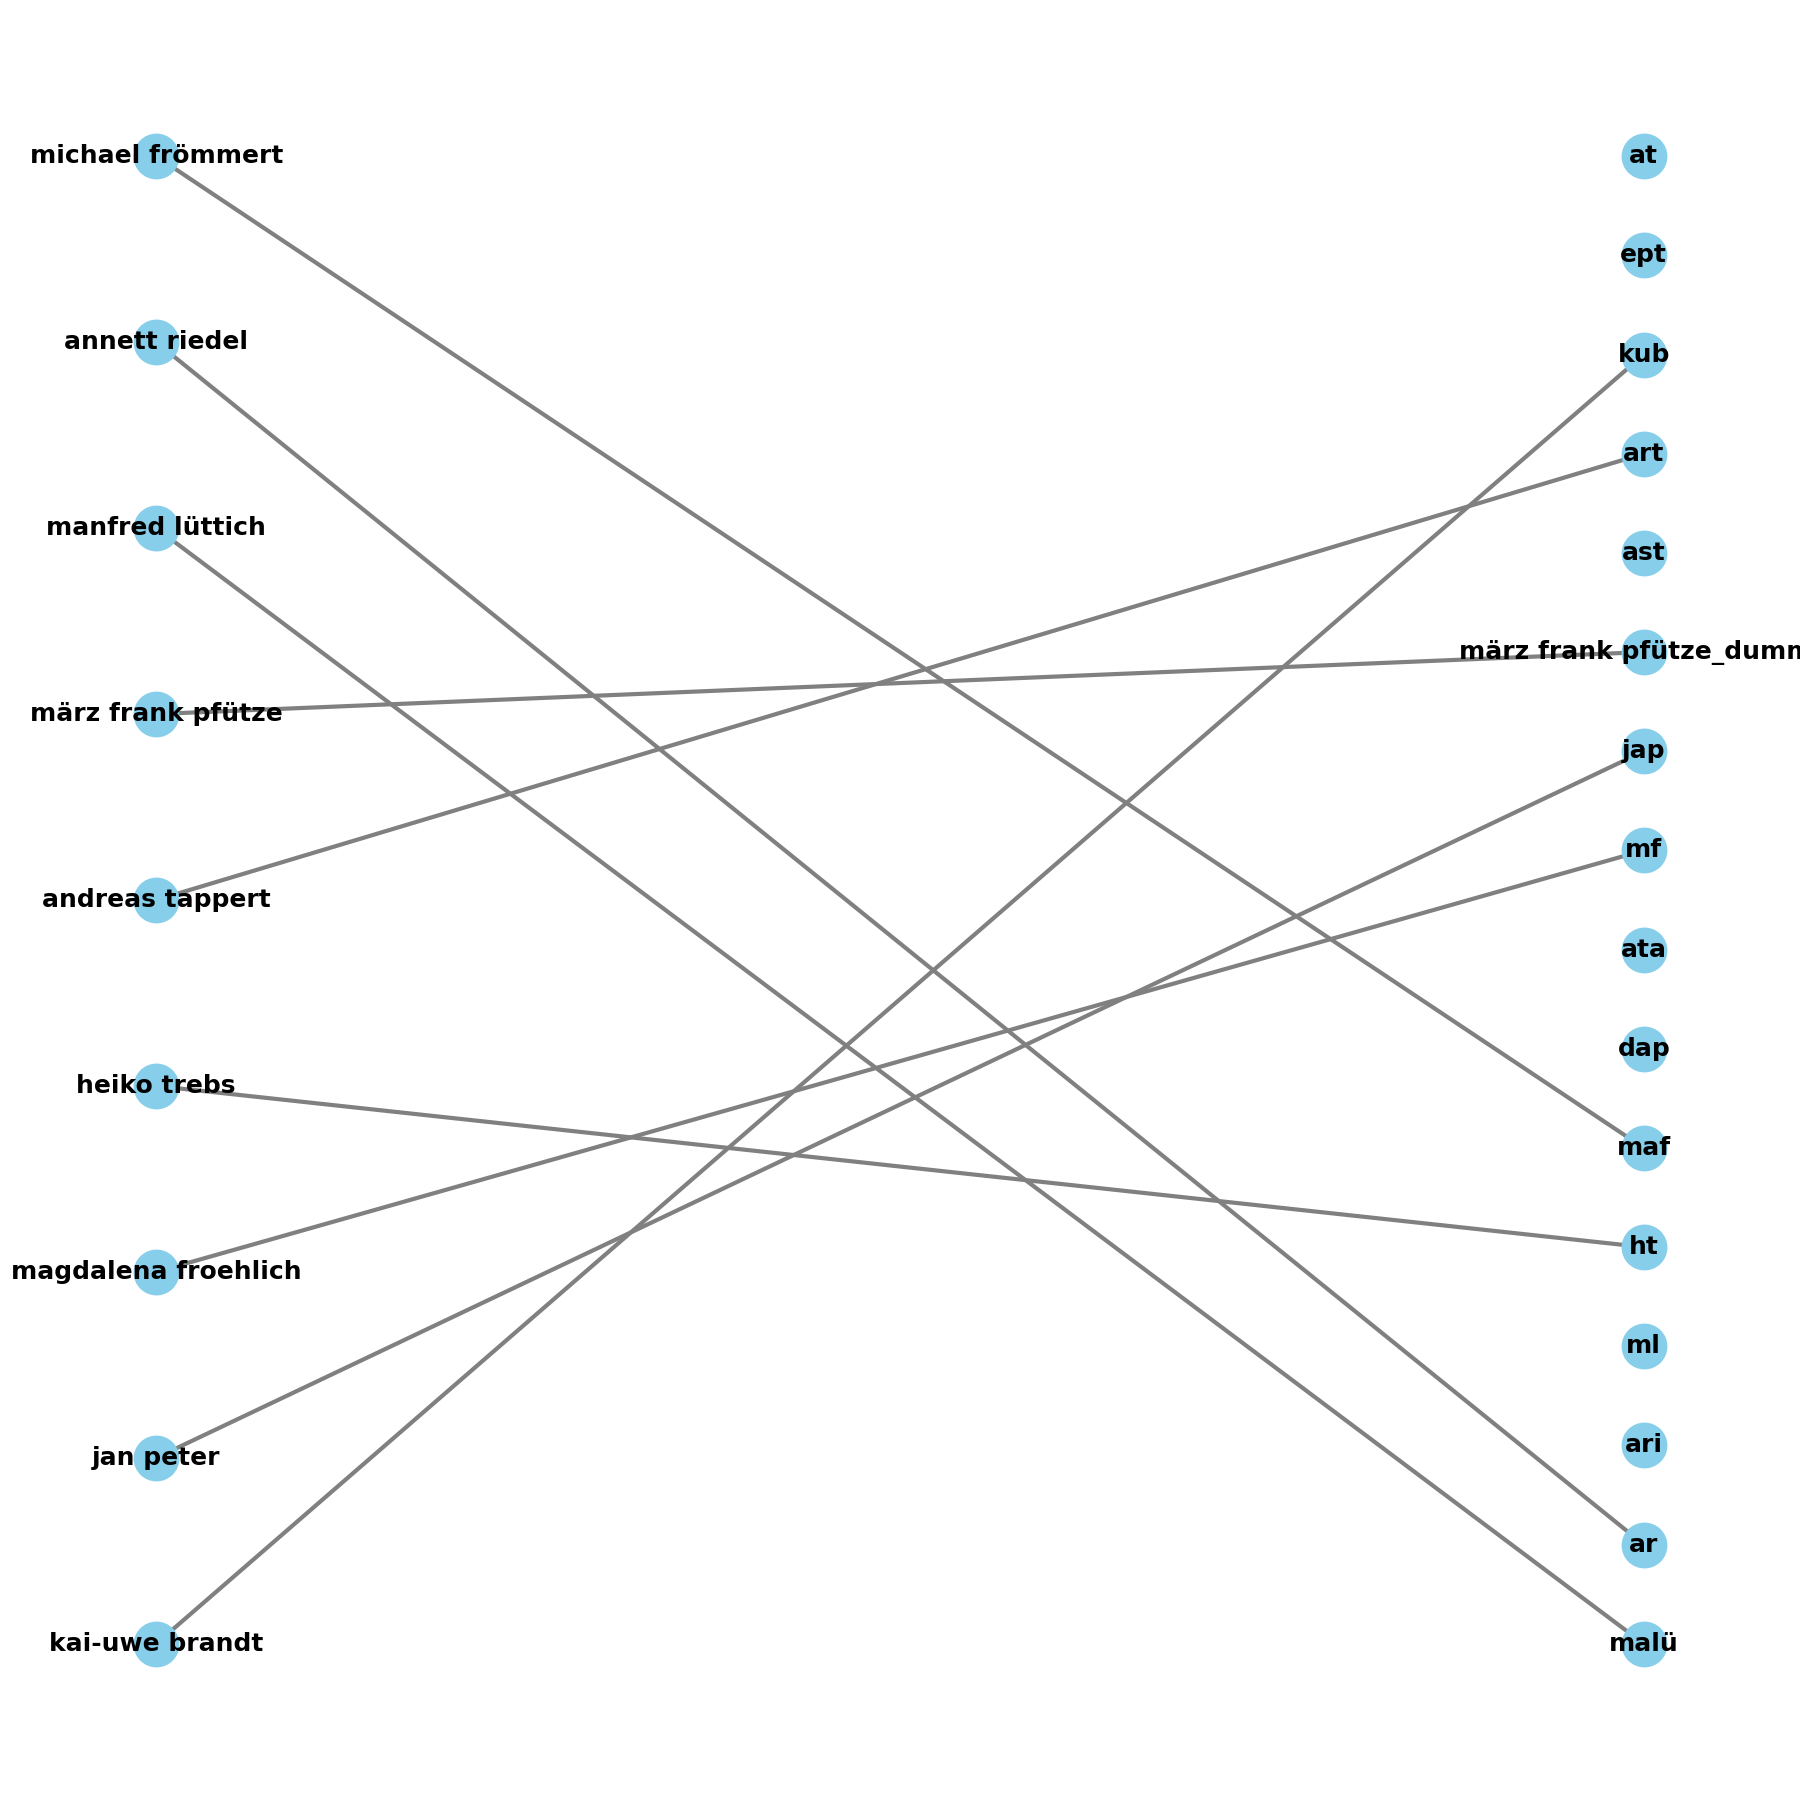 michael frömmert
annett riedel
manfred lüttich
märz frank pfütze
andreas tappert
heiko trebs
magdalena froehlich
jan peter
kai-uwe brandt
at
ept
kub
art
ast
märz frank pfütze_dumm
jap
mf
ata
dap
maf
ht
ml
ari
ar
malü